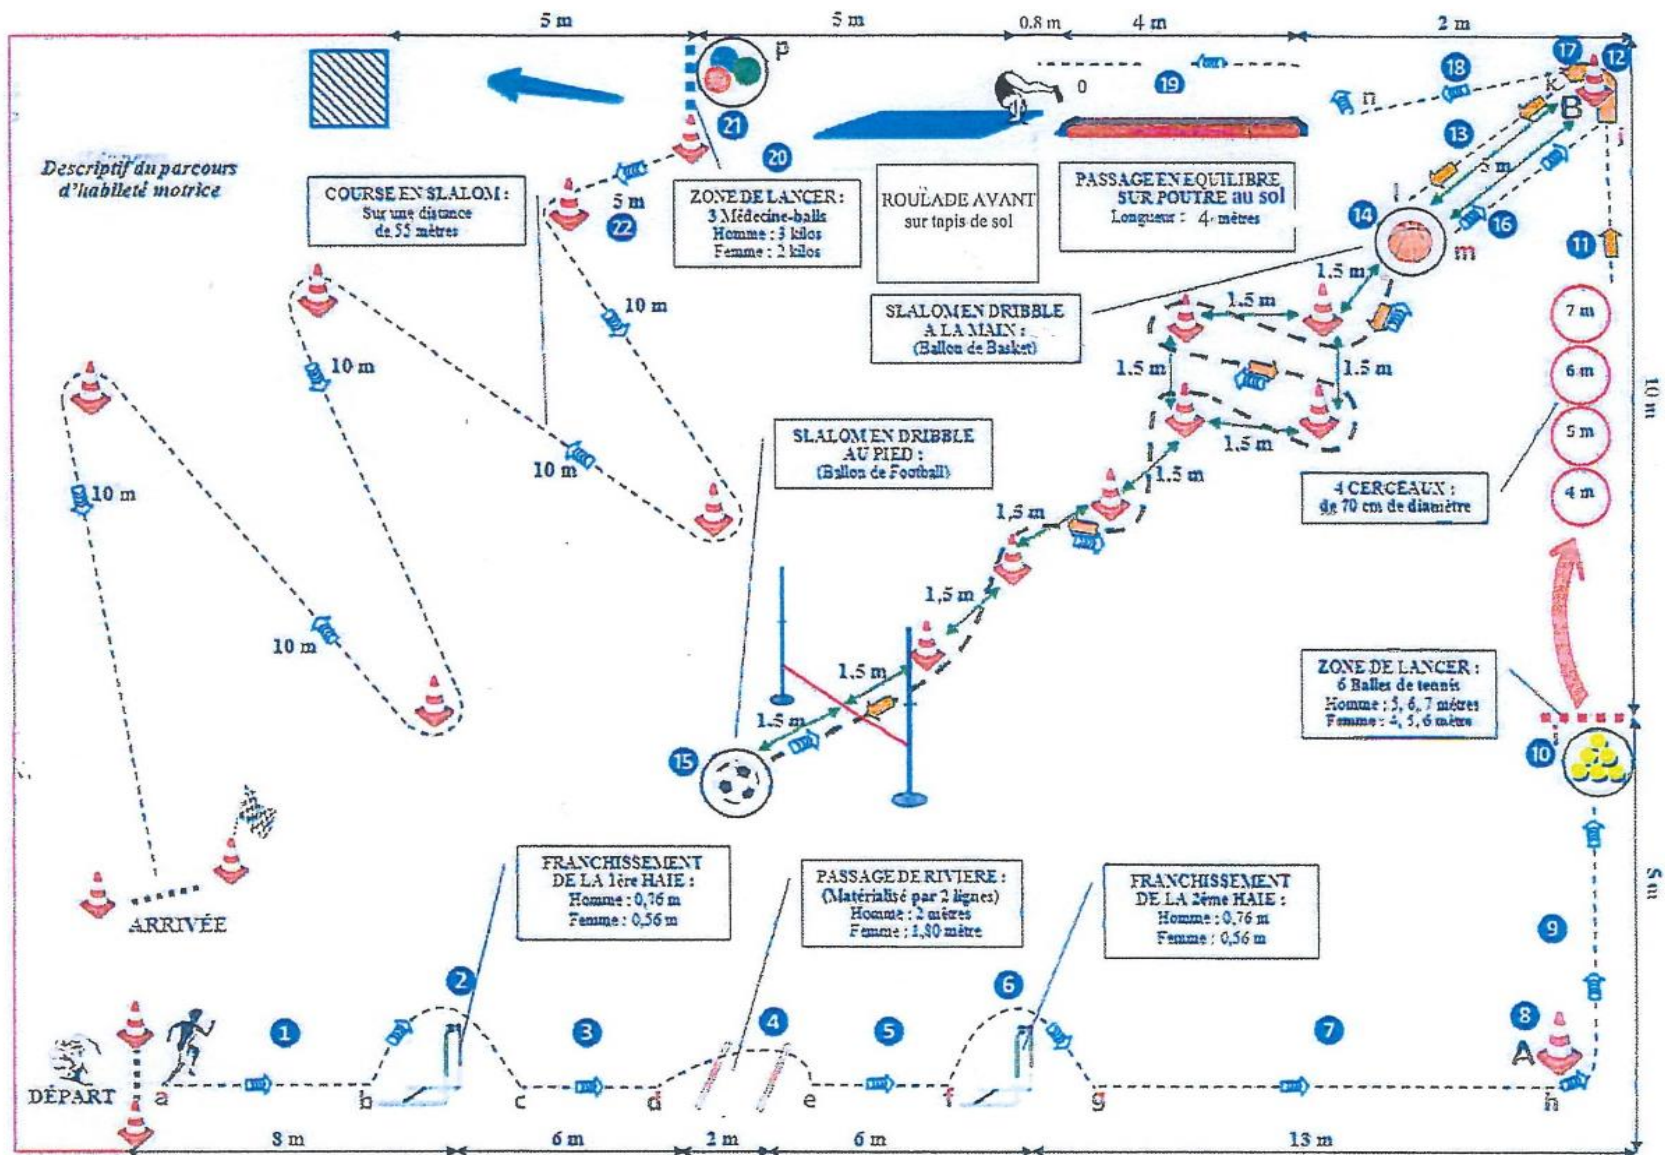 5 m
5 m
0.8 m
4 m
2 m
P
17
12
18
19
o
n
K
B
j
13
21
20
Descriptif du parcours
d'habileté motrice
COURSE EN SLALOM :
Sur une distance
de 55 mètres
5 m
22
ZONE DE LANCER :
3 Médecine-balls
Homme : 3 kilos
Femme : 2 kilos
ROULADE AVANT
sur tapis de sol
PASSAGE EN EQUILIBRE
SUR POUTRE au sol
Longueur : 4 mètres
l
14
m
16
11
1.5 m
1.5 m
1.5 m
1.5 m
1.5 m
1.5 m
SLALOM EN DRIBBLE
A LA MAIN :
(Ballon de Basket)
7 m
6 m
5 m
4 m
10 m
10 m
10 m
10 m
10 m
10 m
SLALOM EN DRIBBLE
AU PIED :
(Ballon de Football)
4 CERCEAUX :
de 70 cm de diamètre
1,5 m
1,5 m
1.5 m
1.5 m
ZONE DE LANCER :
6 Balles de tennis
Homme : 5, 6, 7 mètres
Femme : 4, 5, 6 mètre
15
10
ARRIVÉE
FRANCHISSEMENT
DE LA 1ère HAIE :
Homme : 0,76 m
Femme : 0,56 m
PASSAGE DE RIVIERE :
(Matérialisé par 2 lignes)
Homme : 2 mètres
Femme : 1,80 mètre
FRANCHISSEMENT
DE LA 2ème HAIE :
Homme : 0,76 m
Femme : 0,56 m
9
2
6
1
3
4
5
7
8
A
DÉPART
a
b
c
d
e
f
g
h
8 m
6 m
2 m
6 m
13 m